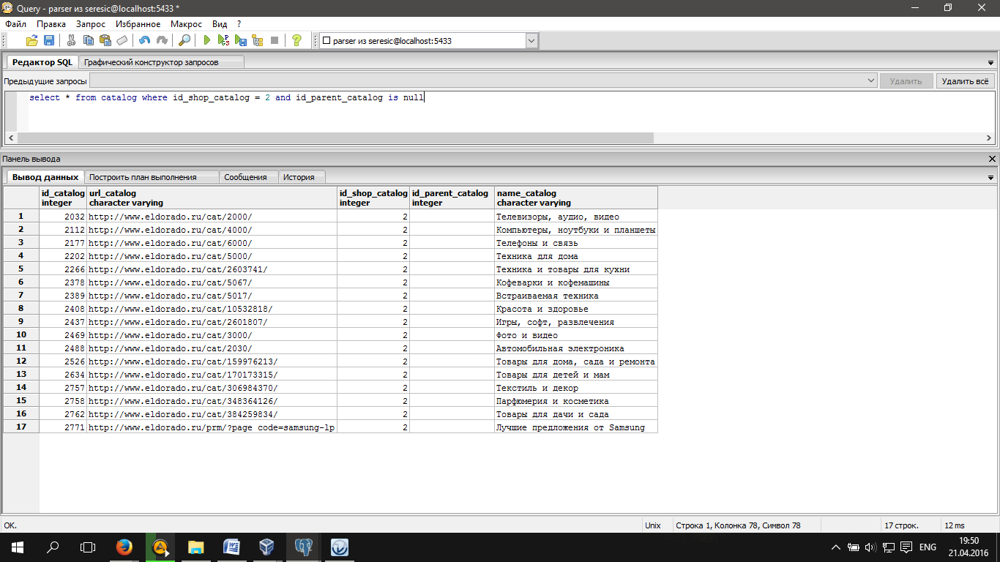 Query - parser из seresic@localhost:5433 *
Файл Правка Запрос Избранное Макрос Вид ?
parser из seresic@localhost:5433
Редактор SQL Графический конструктор запросов
Предыдущие запросы Удалить Удалить всё
select * from catalog where id_shop_catalog = 2 and id_parent_catalog is null
Панель вывода
Вывод данных Построить план выполнения Сообщения История
id_catalog url_catalog id_shop_catalog id_parent_catalog name_catalog
integer character varying integer integer character varying
1 2032 http://www.eldorado.ru/cat/2000/ 2 Телевизоры, аудио, видео
2 2112 http://www.eldorado.ru/cat/4000/ 2 Компьютеры, ноутбуки и планшеты
3 2177 http://www.eldorado.ru/cat/6000/ 2 Телефоны и связь
4 2202 http://www.eldorado.ru/cat/5000/ 2 Техника для дома
5 2266 http://www.eldorado.ru/cat/2603741/ 2 Техника и товары для кухни
6 2378 http://www.eldorado.ru/cat/5067/ 2 Кофеварки и кофемашины
7 2389 http://www.eldorado.ru/cat/5017/ 2 Встраиваемая техника
8 2408 http://www.eldorado.ru/cat/10532818/ 2 Красота и здоровье
9 2437 http://www.eldorado.ru/cat/2601807/ 2 Игры, софт, развлечения
10 2469 http://www.eldorado.ru/cat/3000/ 2 Фото и видео
11 2488 http://www.eldorado.ru/cat/2030/ 2 Автомобильная электроника
12 2526 http://www.eldorado.ru/cat/159976213/ 2 Товары для дома, сада и ремонта
13 2634 http://www.eldorado.ru/cat/170173315/ 2 Товары для детей и мам
14 2757 http://www.eldorado.ru/cat/306984370/ 2 Текстиль и декор
15 2758 http://www.eldorado.ru/cat/348364126/ 2 Парфюмерия и косметика
16 2762 http://www.eldorado.ru/cat/384259834/ 2 Товары для дачи и сада
17 2771 http://www.eldorado.ru/prm/?page_code=samsung-lp 2 Лучшие предложения от Samsung
OK. Unix Строка 1, Колонка 78, Символ 78 17 строк. 12 ms
ENG 19:50
21.04.2016